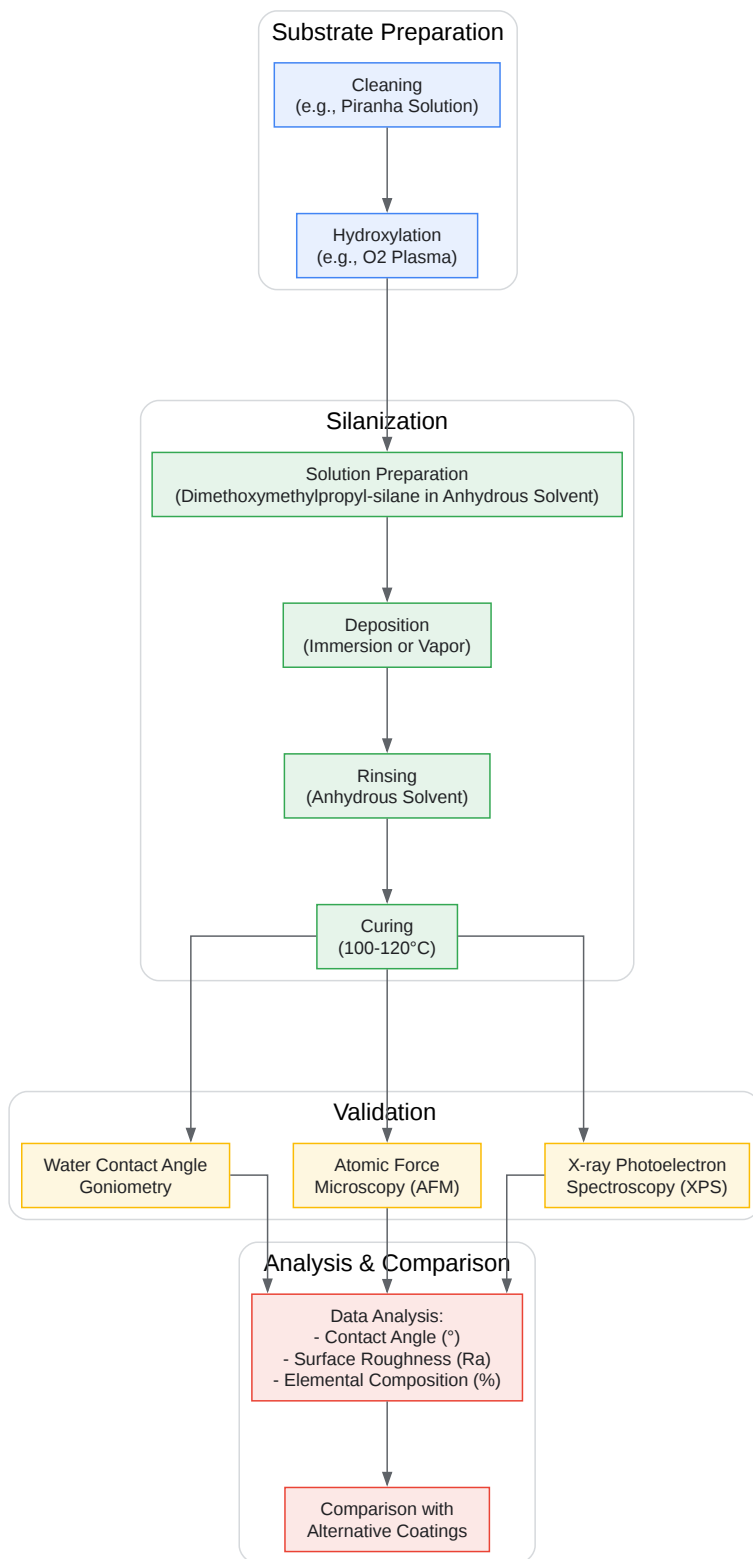 Substrate Preparation
Cleaning
(e.g., Piranha Solution)
Hydroxylation
(e.g., O2 Plasma)
Silanization
Solution Preparation
(Dimethoxymethylpropyl-silane in Anhydrous Solvent)
Deposition
(Immersion or Vapor)
Rinsing
(Anhydrous Solvent)
Curing
(100-120°C)
Validation
Water Contact Angle
Goniometry
Atomic Force
Microscopy (AFM)
X-ray Photoelectron
Spectroscopy (XPS)
Analysis & Comparison
Data Analysis:
- Contact Angle (°)
- Surface Roughness (Ra)
- Elemental Composition (%)
Comparison with
Alternative Coatings